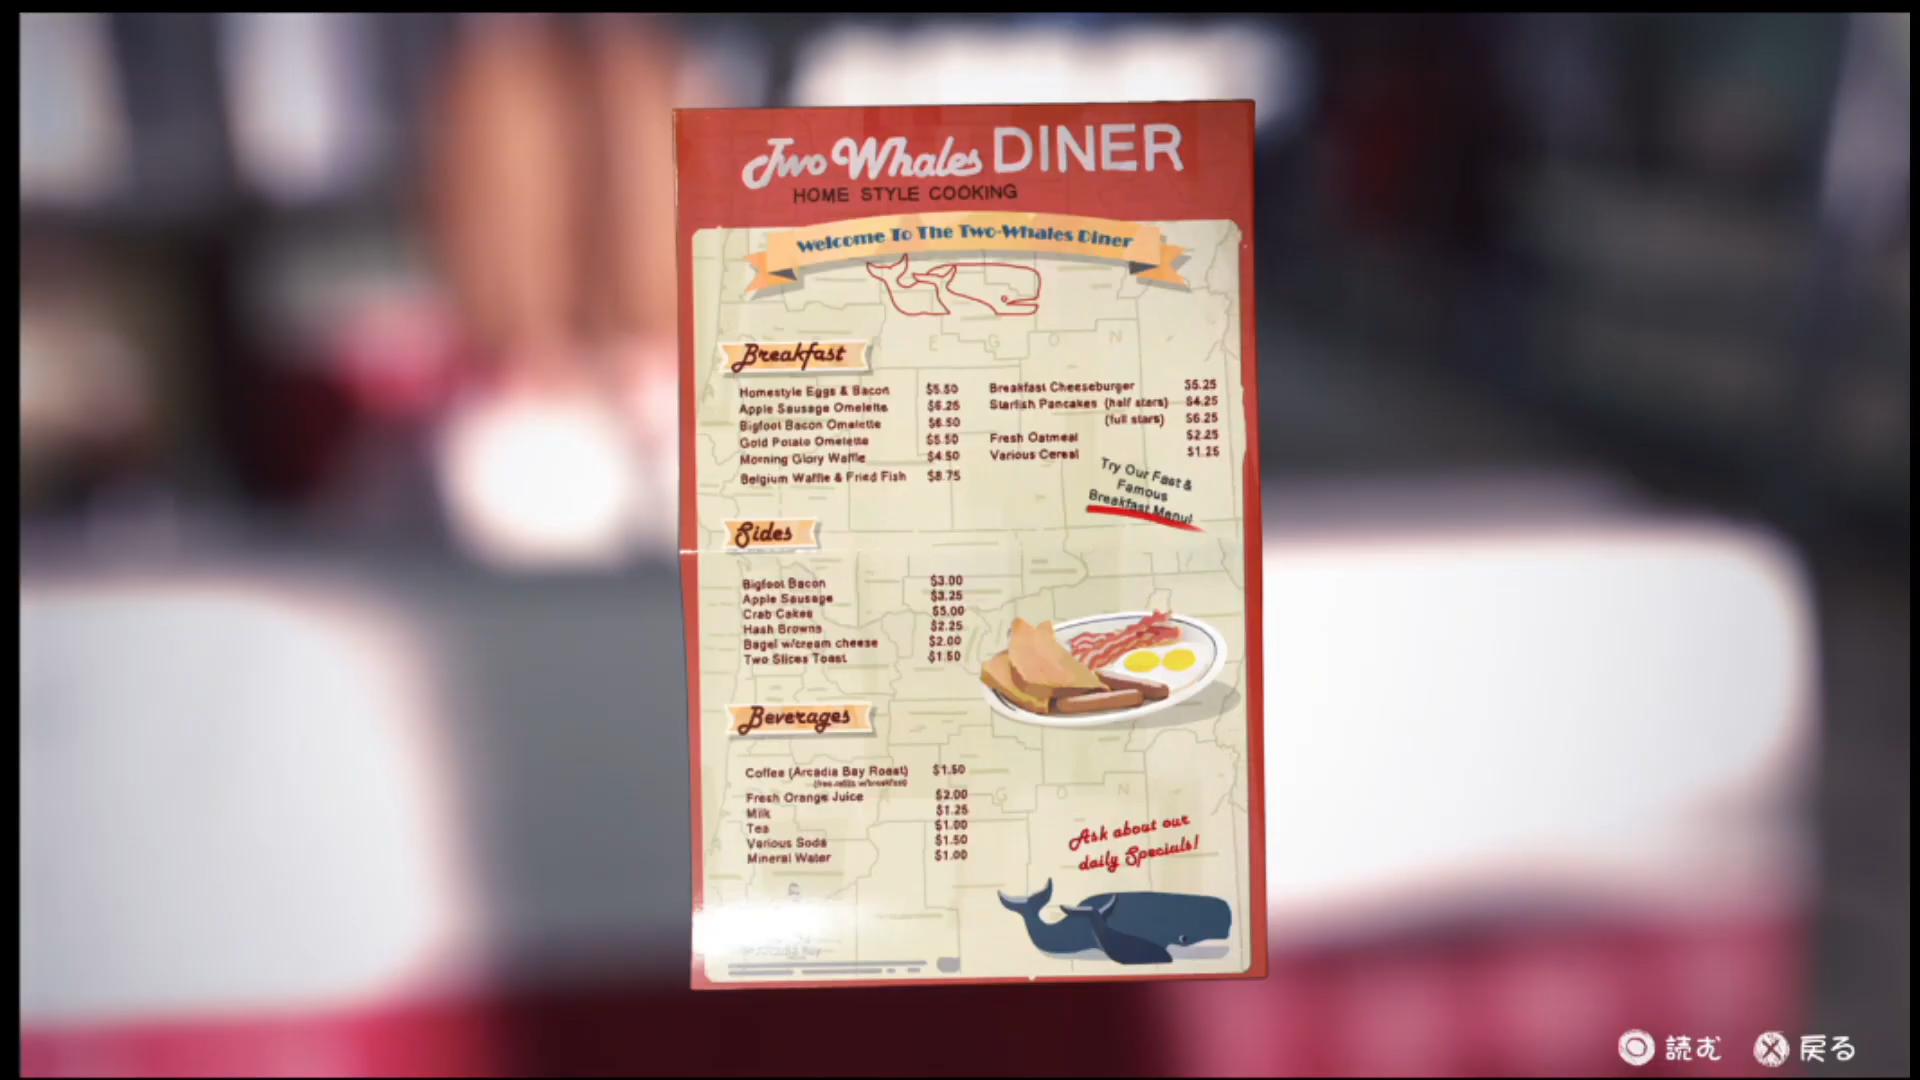 Two Whales DINER
HOME STYLE COOKING
Welcome To The Two-Whales Diner
E G O N
Breakfast
Homestyle Eggs & Bacon $5.50
Apple Sausage Omelette $6.25
Bigfoot Bacon Omelette $6.50
Gold Potato Omelette $5.50
Morning Glory Waffle $4.50
Belgium Waffle & Fried Fish $8.75
Breakfast Cheeseburger $5.25
Starfish Pancakes (half stars) $4.25
(full stars) $6.25
Fresh Oatmeal $2.25
Various Cereal $1.25
Try Our Fast &
Famous
Breakfast Menu!
Sides
Bigfoot Bacon $3.00
Apple Sausage $3.25
Crab Cakes $5.00
Hash Browns $2.25
Bagel w/cream cheese $2.00
Two Slices Toast $1.50
Beverages
Coffee (Arcadia Bay Roast) $1.50
(free refills w/breakfast)
Fresh Orange Juice $2.00
Milk $1.25
Tea $1.00
Various Soda $1.50
Mineral Water $1.00
G O N
Ask about our
daily Specials!
Arcadia Bay
読む 戻る